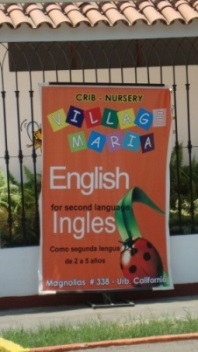 CRIB - NURSERY
VILLAGE
MARIA
English
for second language
Ingles
Como segunda lengua
de 2 a 5 años
Magnolias # 338 - Urb. California